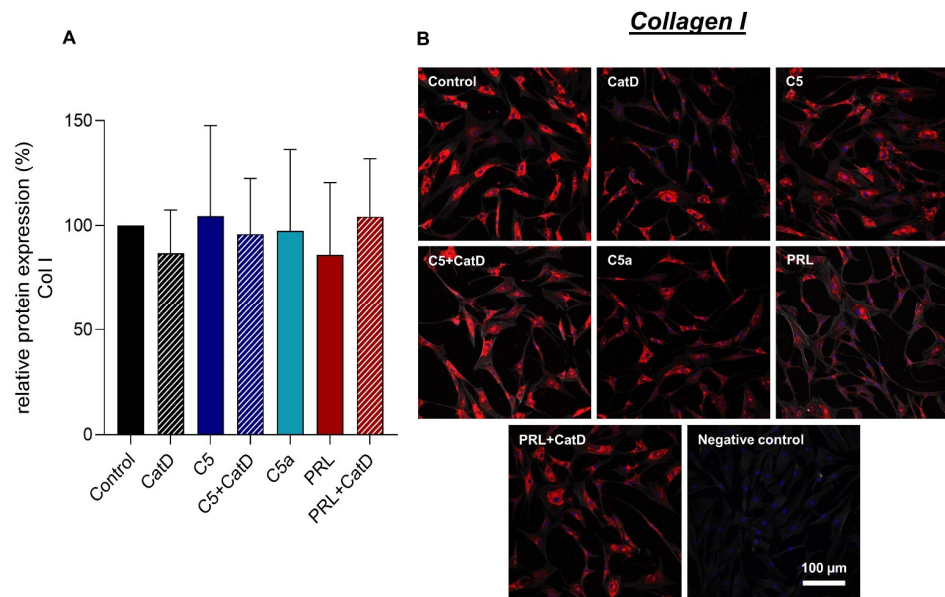 Collagen I
A
B
relative protein expression (%)
Col I
150
100
50
0
Control
CatD
C5
C5+CatD
C5a
PRL
PRL+CatD
Control
CatD
C5
C5+CatD
C5a
PRL
PRL+CatD
Negative control
100 µm